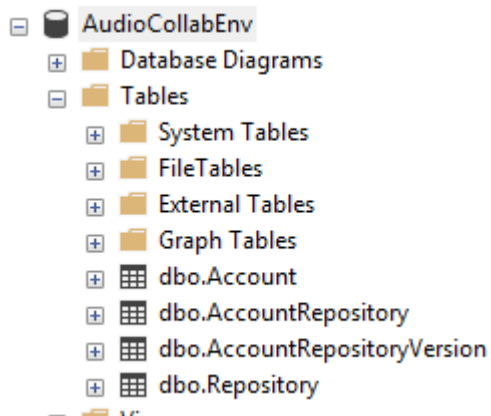 AudioCollabEnv
Database Diagrams
Tables
System Tables
FileTables
External Tables
Graph Tables
dbo.Account
dbo.AccountRepository
dbo.AccountRepositoryVersion
dbo.Repository